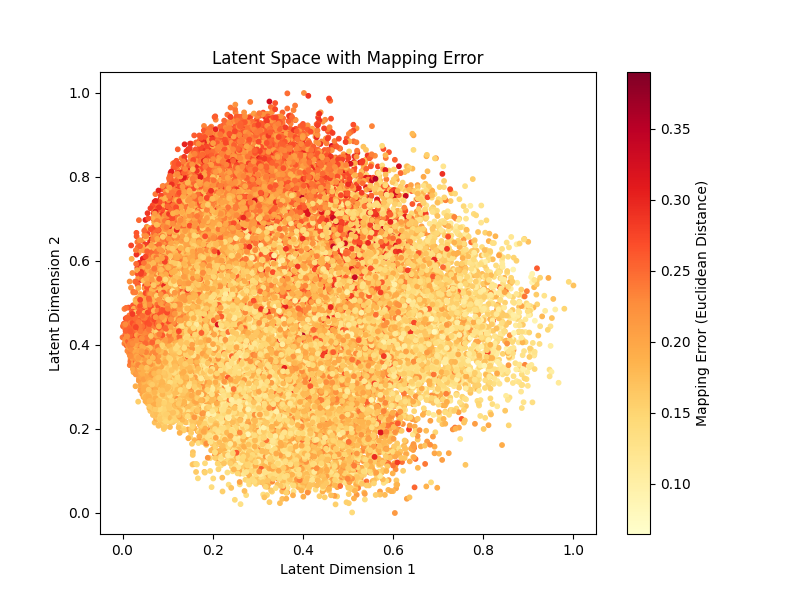 Latent Space with Mapping Error
1.0
0.8
0.6
0.4
0.2
0.0
Latent Dimension 2
0.0 0.2 0.4 0.6 0.8 1.0
Latent Dimension 1
0.35
0.30
0.25
0.20
0.15
0.10
Mapping Error (Euclidean Distance)